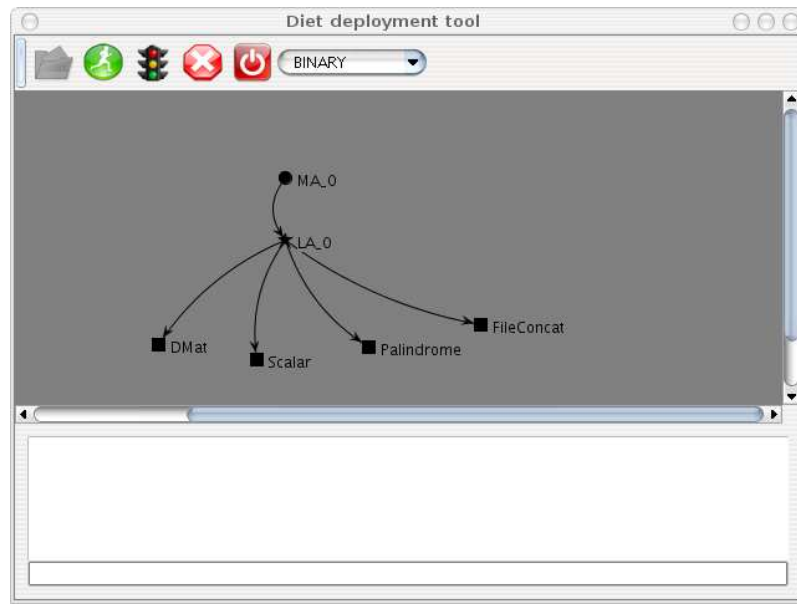 Diet deployment tool
BINARY
MA_0
LA_0
FileConcat
DMat
Palindrome
Scalar